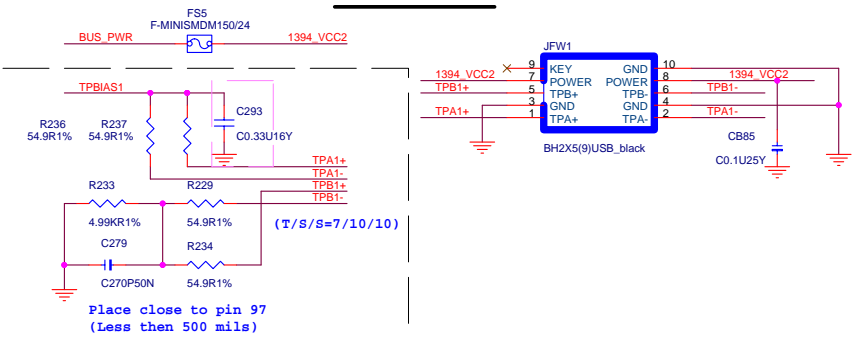 FS5
F-MINISMDM150/24
BUS_PWR
1394_VCC2
TPBIAS1
R236
54.9R1%
R237
54.9R1%
C293
C0.33U16Y
TPA1+
TPA1-
TPB1+
TPB1-
R233
4.99KR1%
R229
54.9R1%
(T/S/S=7/10/10)
C279
C270P50N
R234
54.9R1%
Place close to pin 97
(Less then 500 mils)
JFW1
9 KEY GND 10
1394_VCC2 7 POWER POWER 8 1394_VCC2
TPB1+ 5 TPB+ TPB- 6 TPB1-
3 GND GND 4
TPA1+ 1 TPA+ TPA- 2 TPA1-
BH2X5(9)USB_black
CB85
C0.1U25Y